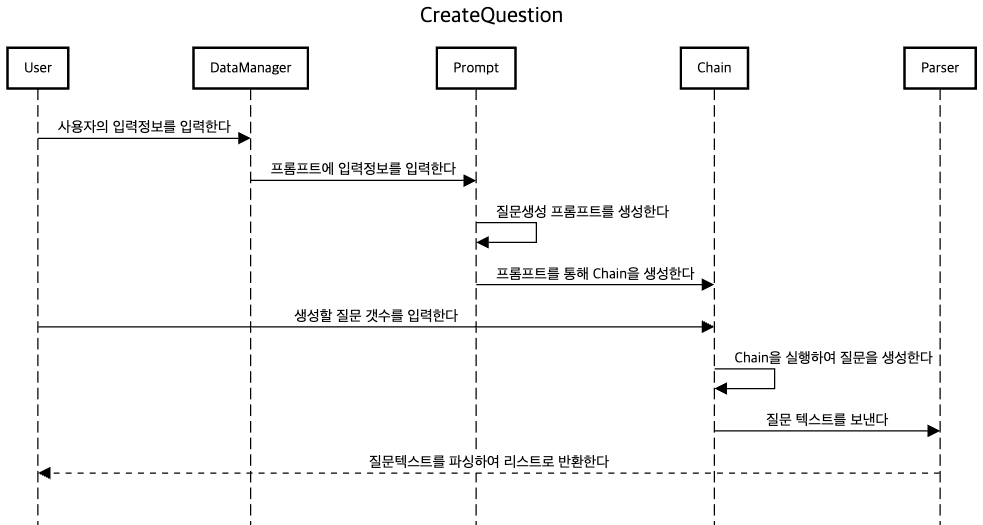 CreateQuestion
User
DataManager
Prompt
Chain
Parser
사용자의 입력정보를 입력한다
프롬프트에 입력정보를 입력한다
질문생성 프롬프트를 생성한다
프롬프트를 통해 Chain을 생성한다
생성할 질문 갯수를 입력한다
Chain을 실행하여 질문을 생성한다
질문 텍스트를 보낸다
질문텍스트를 파싱하여 리스트로 반환한다